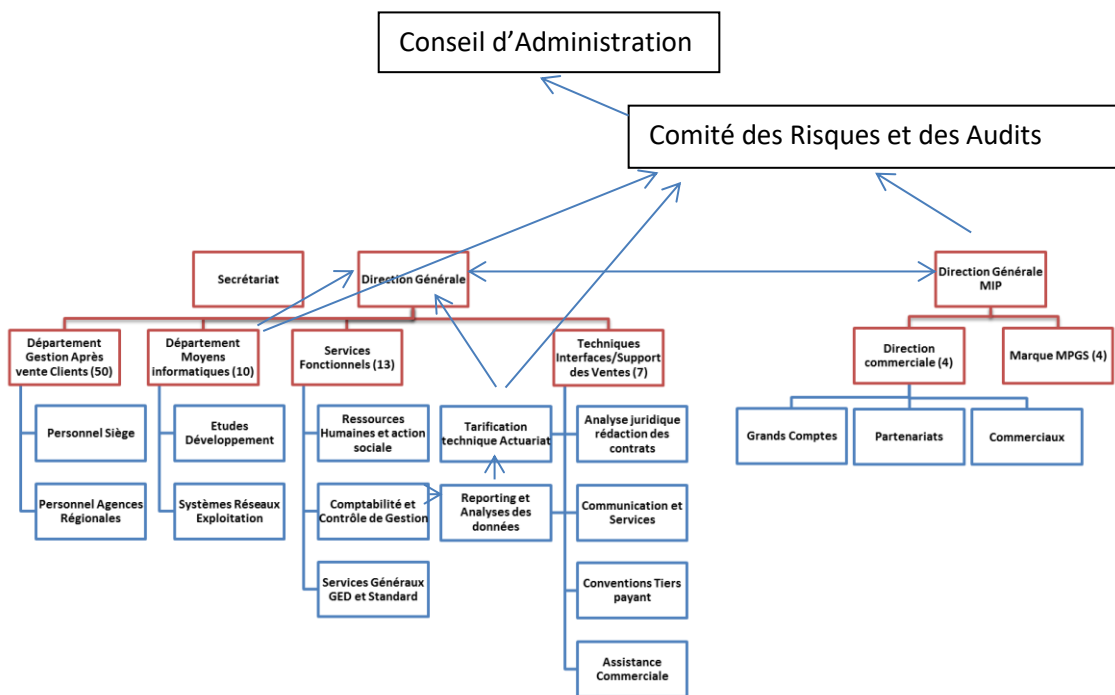 Conseil d'Administration
Comité des Risques et des Audits
Secrétariat
Direction Générale
Direction Générale
MIP
Département
Gestion Après
vente Clients (50)
Département
Moyens
informatiques (10)
Services
Fonctionnels (13)
Techniques
Interfaces/Support
des Ventes (7)
Direction
commerciale (4)
Marque MPGS (4)
Personnel Siège
Etudes
Développement
Ressources
Humaines et action
sociale
Tarification
technique Actuariat
Analyse juridique
rédaction des
contrats
Grands Comptes
Partenariats
Commerciaux
Personnel Agences
Régionales
Systèmes Réseaux
Exploitation
Comptabilité et
Contrôle de Gestion
Reporting et
Analyses des
données
Communication et
Services
Services Généraux
GED et Standard
Conventions Tiers
payant
Assistance
Commerciale